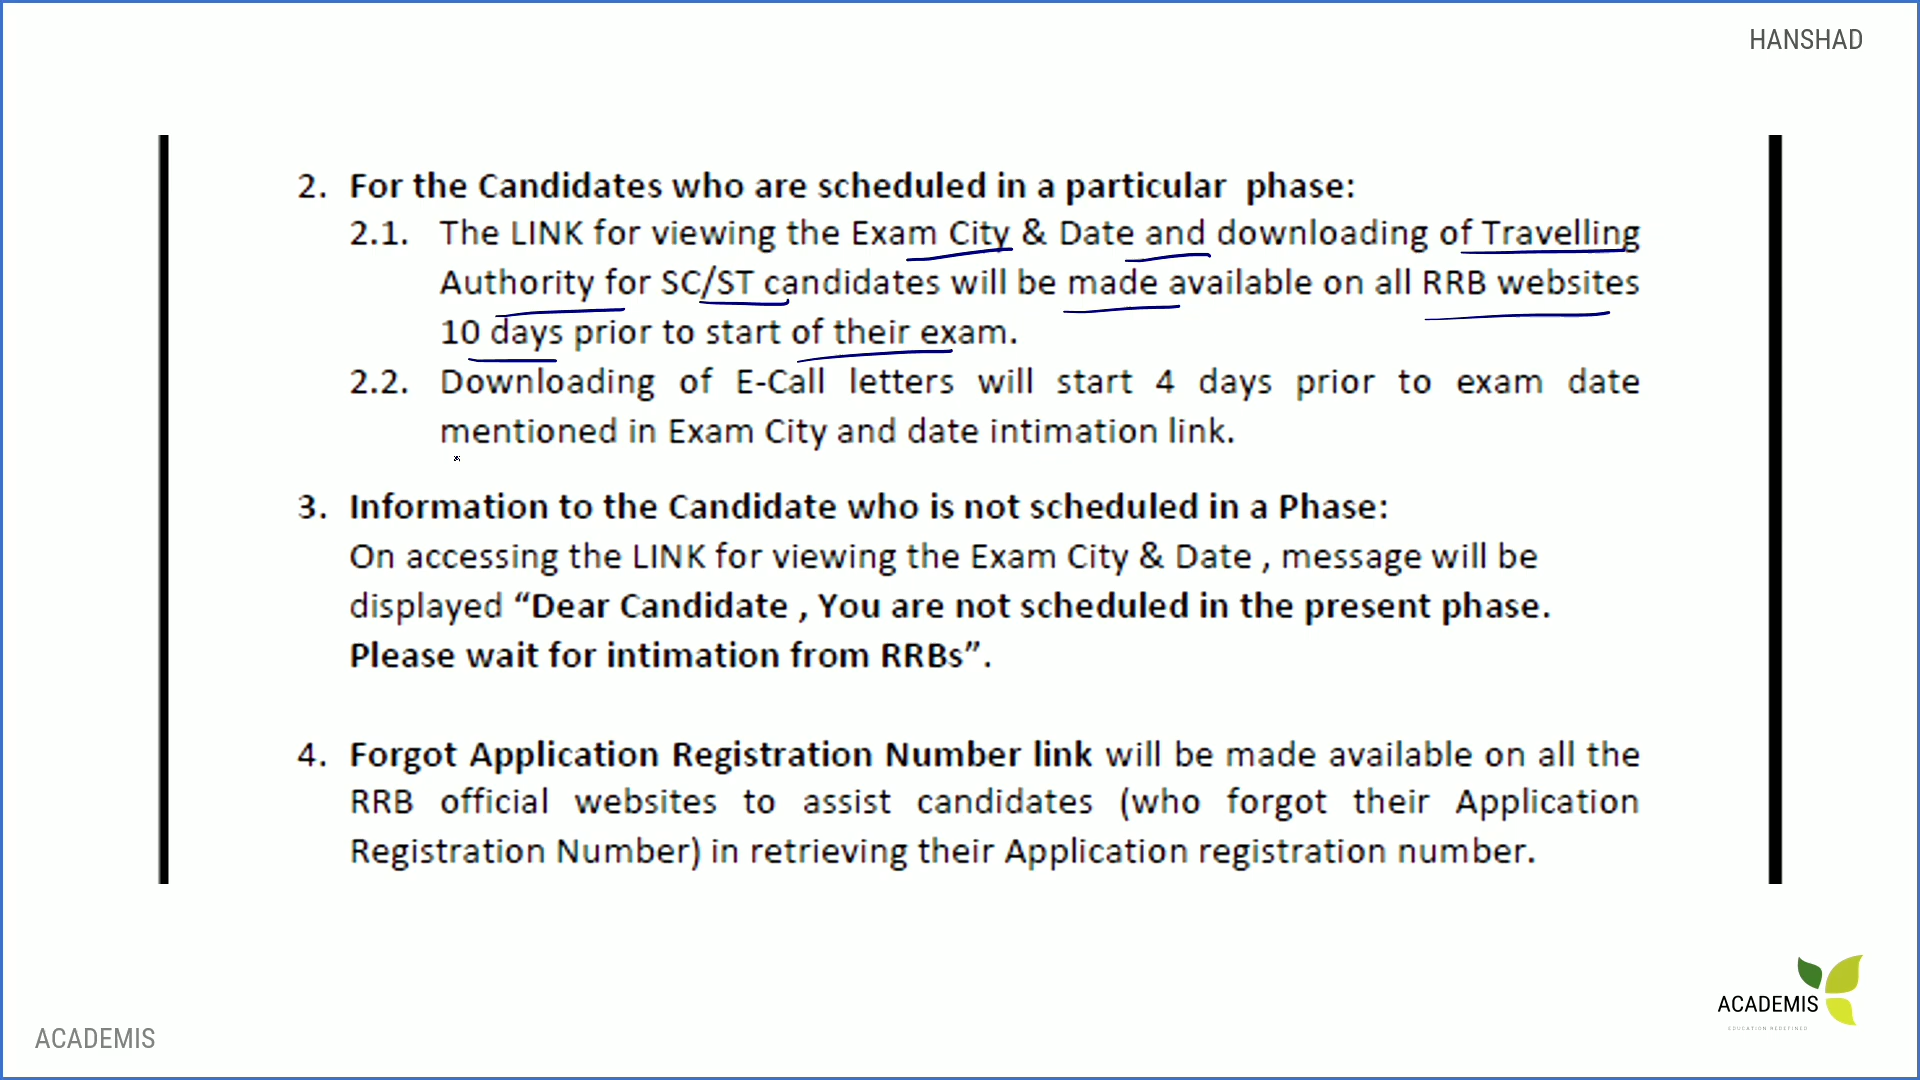 HANSHAD
2. For the Candidates who are scheduled in a particular phase:
2.1. The LINK for viewing the Exam City & Date and downloading of Travelling
Authority for SC/ST candidates will be made available on all RRB websites
10 days prior to start of their exam.
2.2. Downloading of E-Call letters will start 4 days prior to exam date
mentioned in Exam City and date intimation link.
3. Information to the Candidate who is not scheduled in a Phase:
On accessing the LINK for viewing the Exam City & Date , message will be
displayed “Dear Candidate , You are not scheduled in the present phase.
Please wait for intimation from RRBs”.
4. Forgot Application Registration Number link will be made available on all the
RRB official websites to assist candidates (who forgot their Application
Registration Number) in retrieving their Application registration number.
ACADEMIS
EDUCATION REDEFINED
ACADEMIS